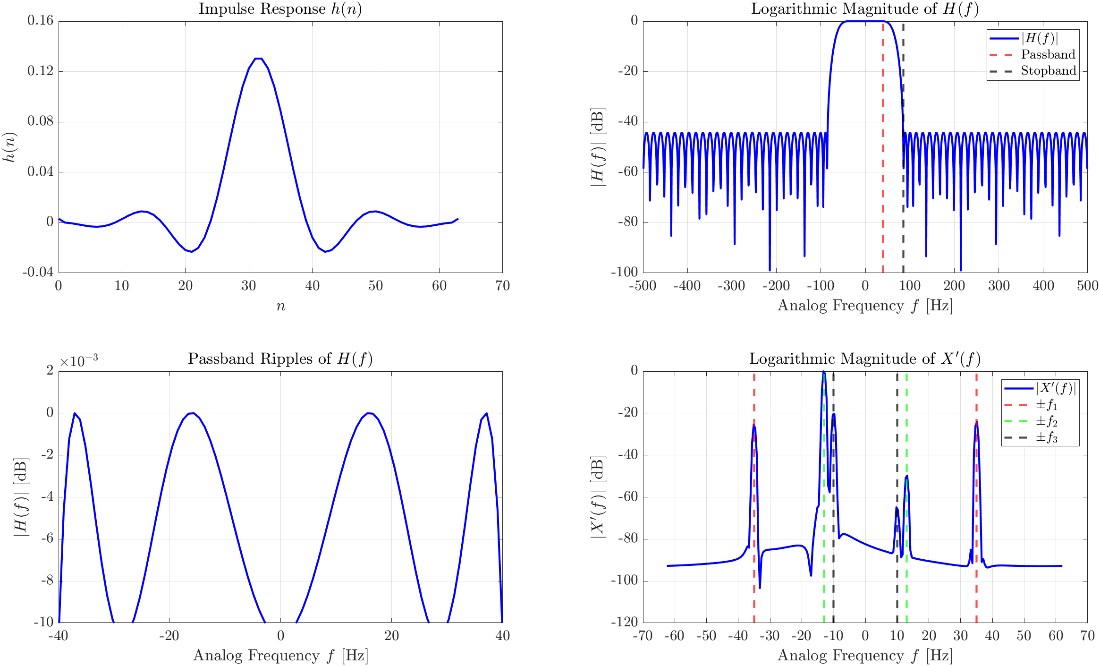 Impulse Response h(n)
0.16
0.12
0.08
0.04
0
-0.04
h(n)
0 10 20 30 40 50 60 70
n
Logarithmic Magnitude of H(f)
0
-20
-40
-60
-80
-100
|H(f)| [dB]
|H(f)|
Passband
Stopband
-500 -400 -300 -200 -100 0 100 200 300 400 500
Analog Frequency f [Hz]
Passband Ripples of H(f)
×10⁻³
2
0
-2
-4
-6
-8
-10
|H(f)| [dB]
-40 -20 0 20 40
Analog Frequency f [Hz]
Logarithmic Magnitude of X′(f)
0
-20
-40
-60
-80
-100
-120
|X′(f)| [dB]
|X′(f)|
±f₁
±f₂
±f₃
-70 -60 -50 -40 -30 -20 -10 0 10 20 30 40 50 60 70
Analog Frequency f [Hz]